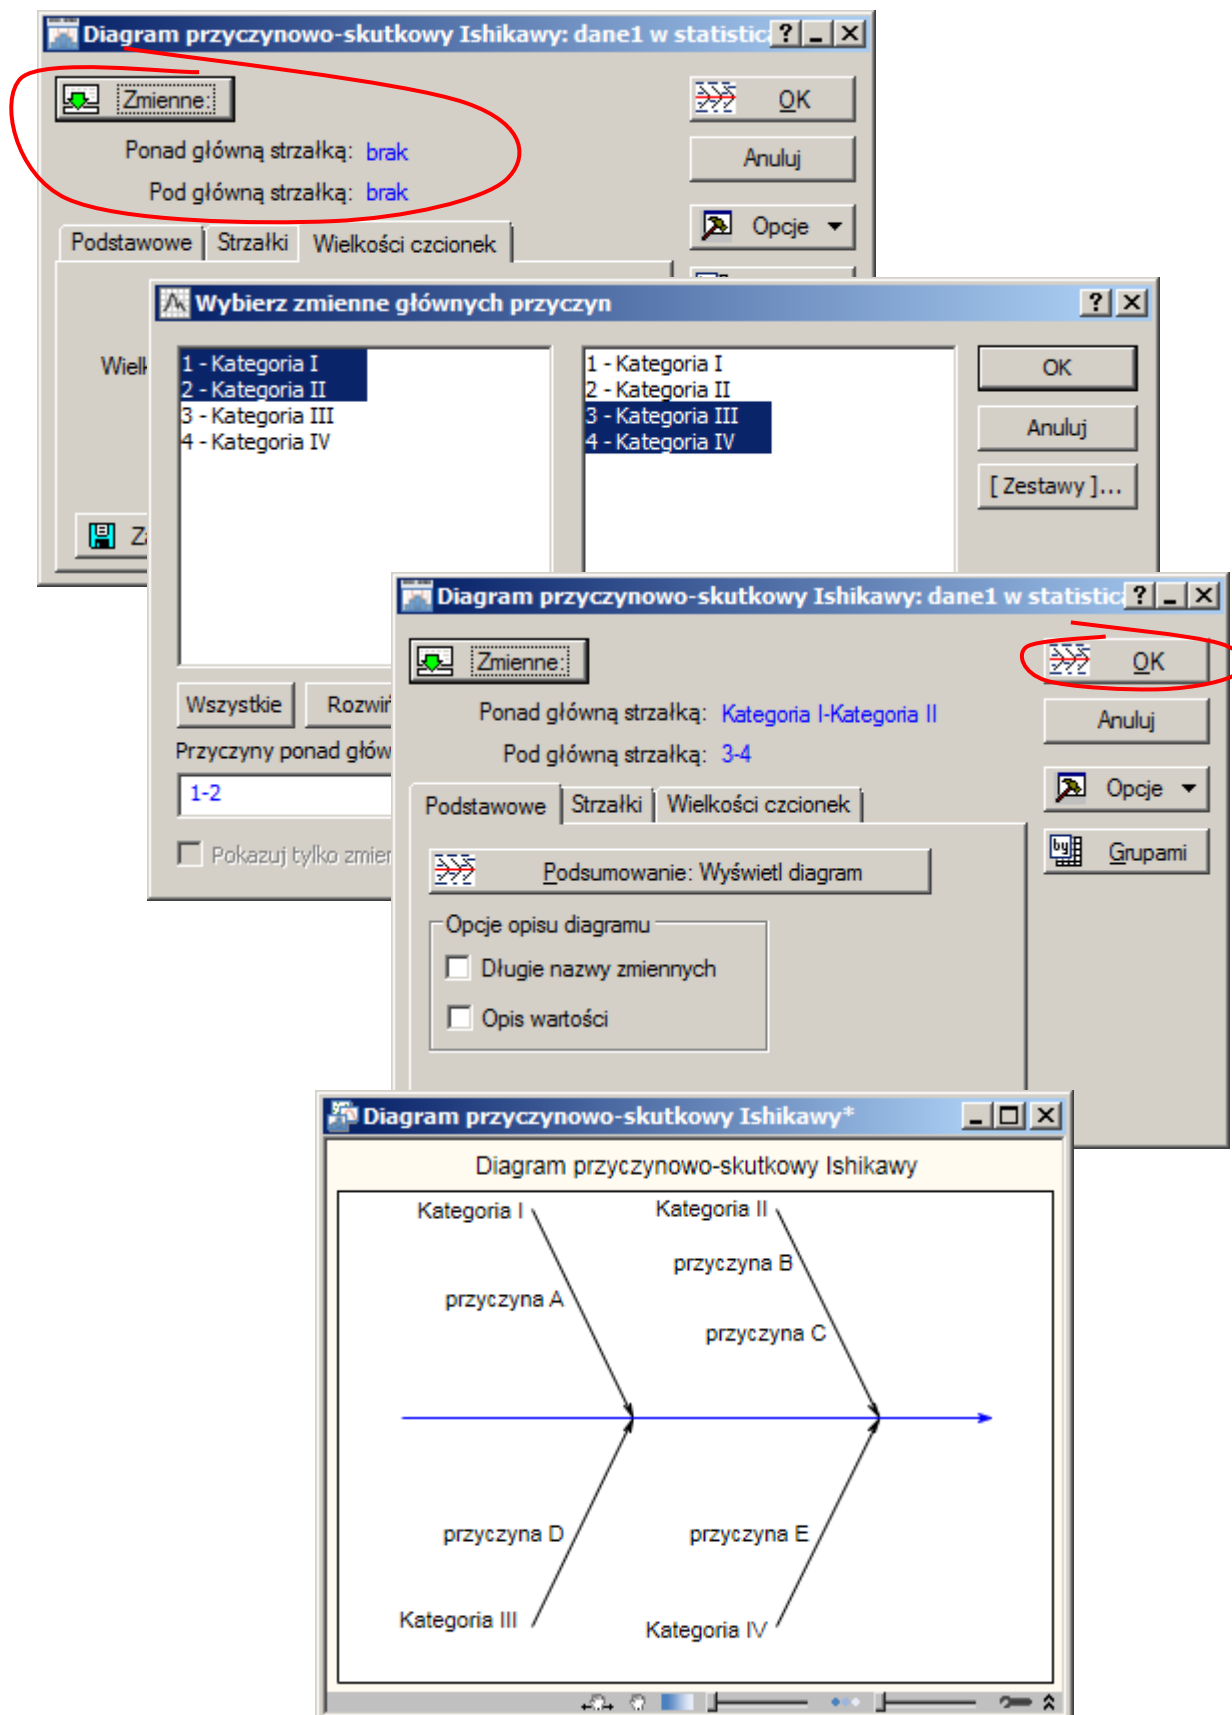 Diagram przyczynowo-skutkowy Ishikawy: dane1 w statistica
Zmienne:
OK
Ponad główną strzałką: brak
Anuluj
Pod główną strzałką: brak
Opcje
Podstawowe Strzałki Wielkości czcionek
Wybierz zmienne głównych przyczyn
1 - Kategoria I
2 - Kategoria II
3 - Kategoria III
4 - Kategoria IV
1 - Kategoria I
2 - Kategoria II
3 - Kategoria III
4 - Kategoria IV
OK
Anuluj
[ Zestawy ]...
Wszystkie
Przyczyny ponad
1-2
Pokazuj tylko
Diagram przyczynowo-skutkowy Ishikawy: dane1 w statistic
Zmienne:
OK
Ponad główną strzałką: Kategoria I-Kategoria II
Anuluj
Pod główną strzałką: 3-4
Opcje
Podstawowe Strzałki Wielkości czcionek
Grupami
Podsumowanie: Wyświetl diagram
Opcje opisu diagramu
Długie nazwy zmiennych
Opis wartości
Diagram przyczynowo-skutkowy Ishikawy*
Diagram przyczynowo-skutkowy Ishikawy
Kategoria I
Kategoria II
przyczyna B
przyczyna A
przyczyna C
przyczyna D
przyczyna E
Kategoria III
Kategoria IV